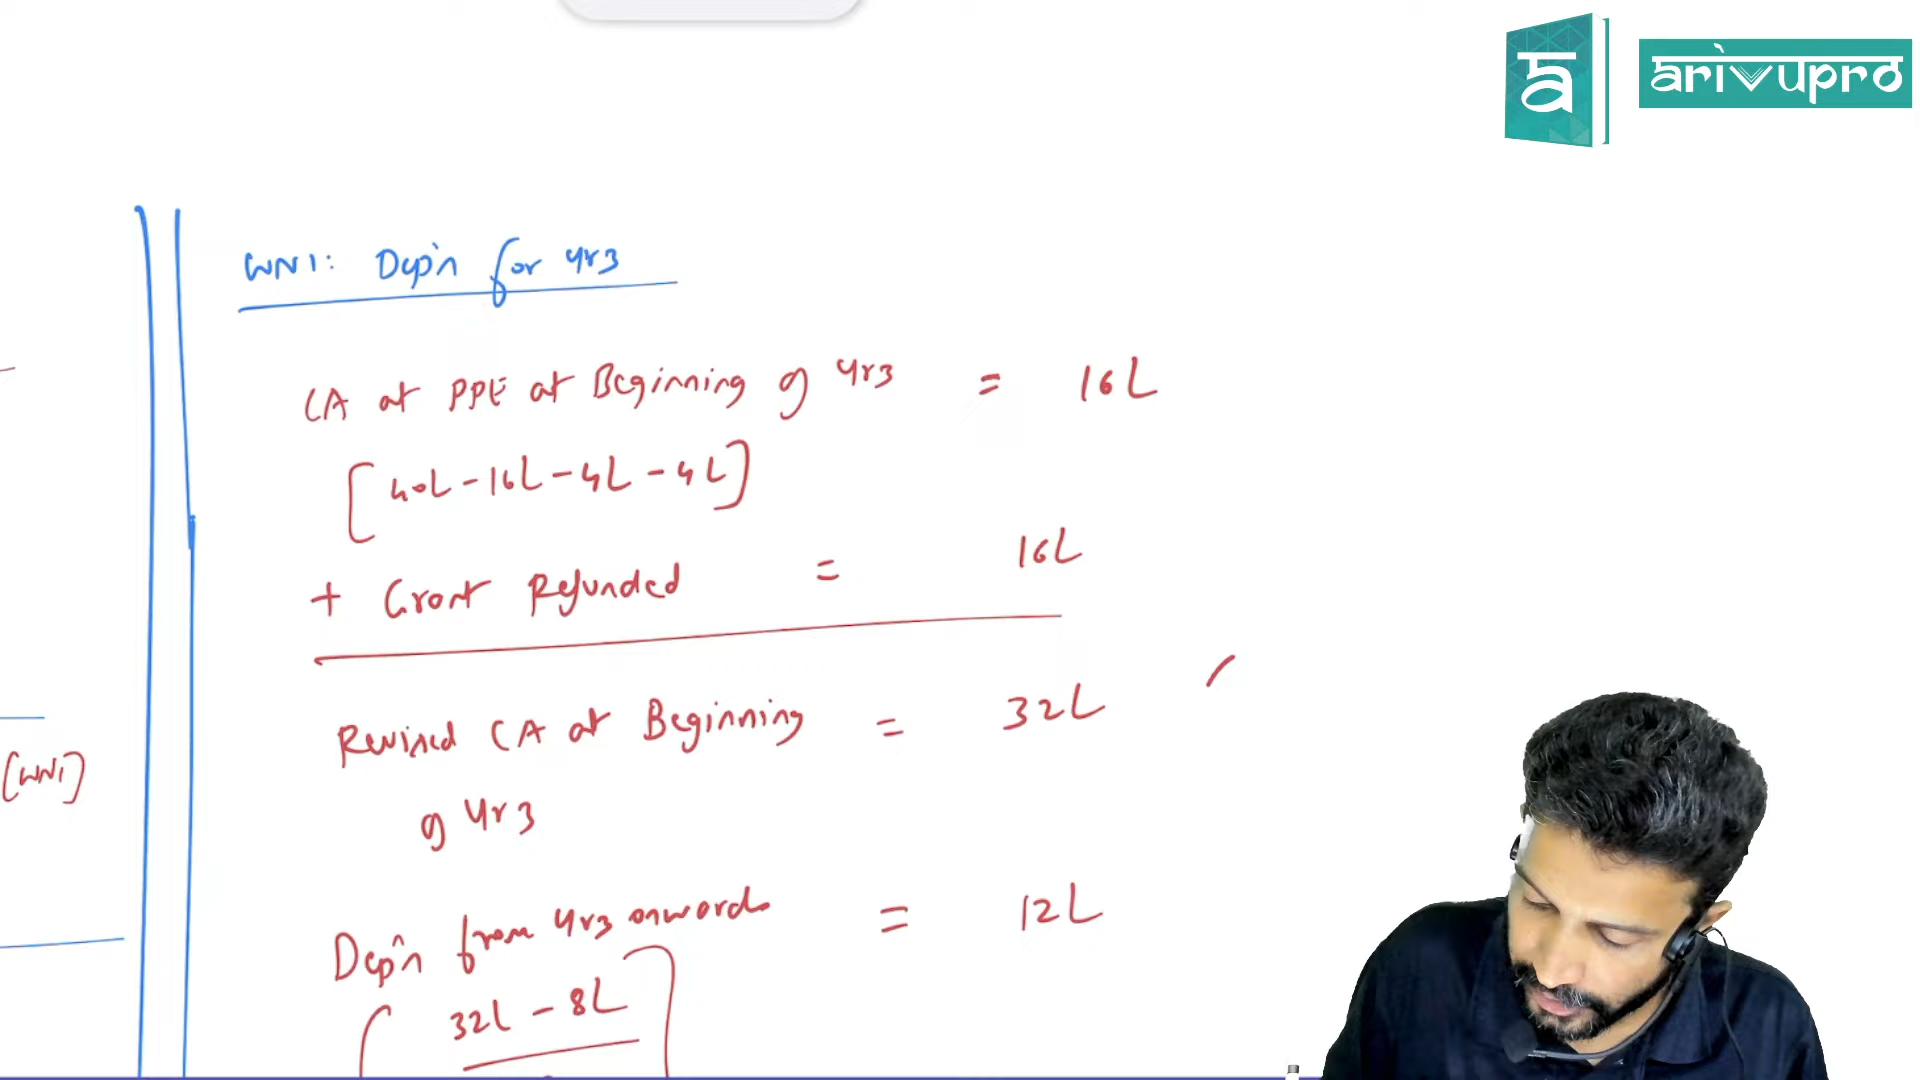 a arivupro
WN1: Dep'n for Yr3
CA at PPE at Beginning of Yr3 = 16L
[40L - 16L - 4L - 4L]
+ Grant Refunded = 16L
Revised CA at Beginning = 32L
of Yr3
[WN1]
Dep'n from Yr3 onwards = 12L
32L - 8L